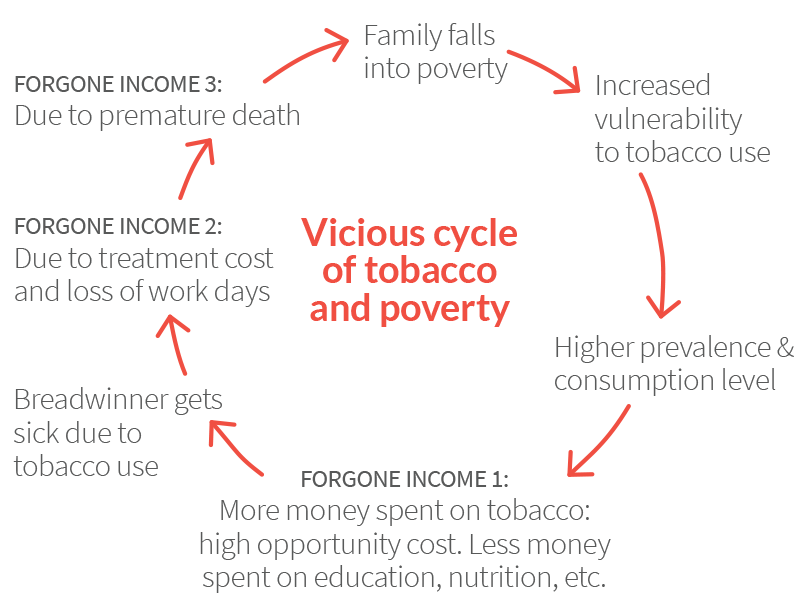 Family falls
into poverty
Increased
vulnerability
to tobacco use
Higher prevalence &
consumption level
FORGONE INCOME 1:
More money spent on tobacco:
high opportunity cost. Less money
spent on education, nutrition, etc.
Breadwinner gets
sick due to
tobacco use
FORGONE INCOME 2:
Due to treatment cost
and loss of work days
FORGONE INCOME 3:
Due to premature death
Vicious cycle
of tobacco
and poverty